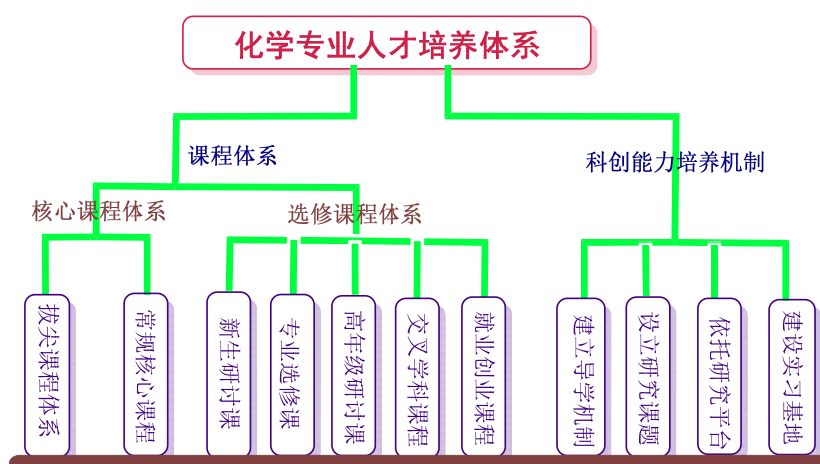 化学专业人才培养体系
课程体系
科创能力培养机制
核心课程体系
选修课程体系
拔尖课程体系
常规核心课程
新生研讨课
专业选修课
高年级研讨课
交叉学科课程
就业创业课程
建立导学机制
设立研究课题
依托研究平台
建设实习基地